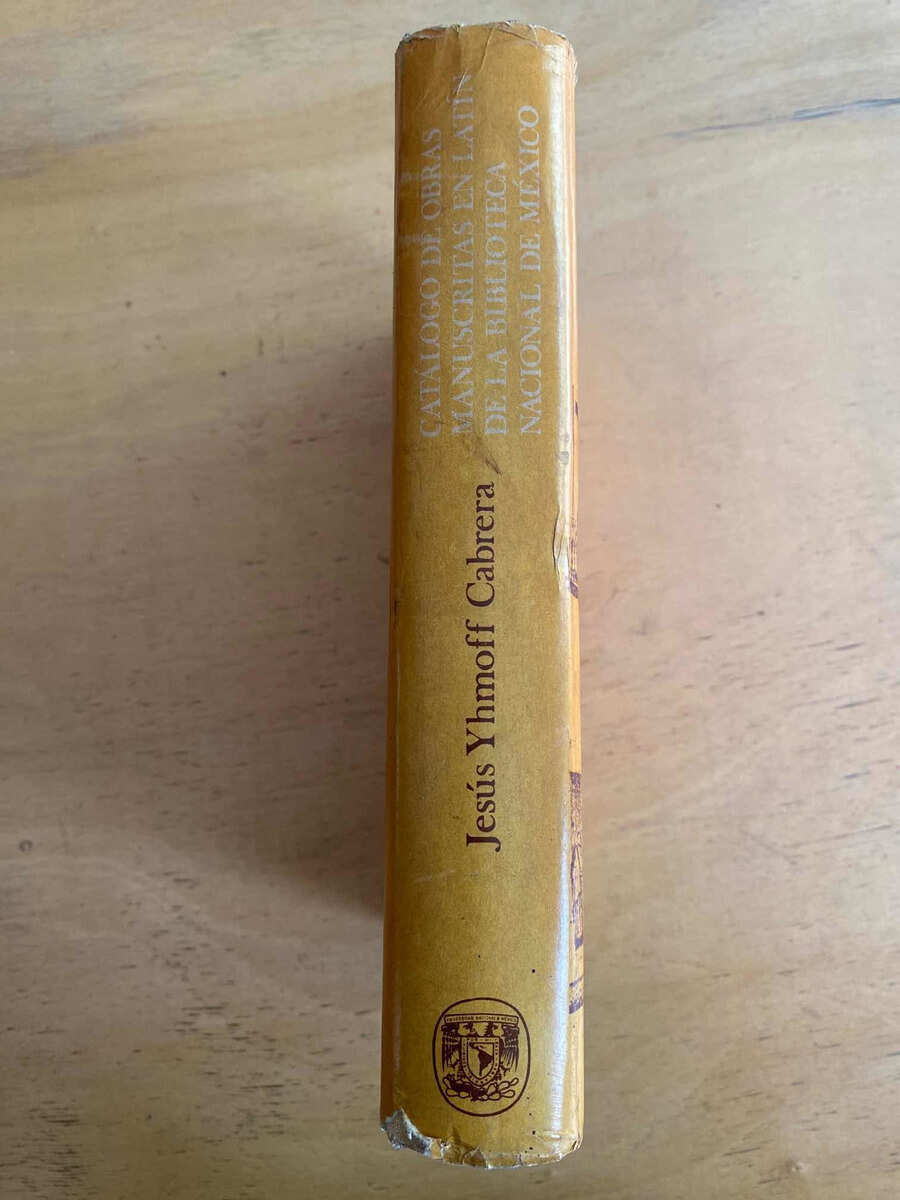 CATÁLOGO DE OBRAS
MANUSCRITAS EN LATÍN
DE LA BIBLIOTECA
NACIONAL DE MÉXICO
Jesús Yhmoff Cabrera